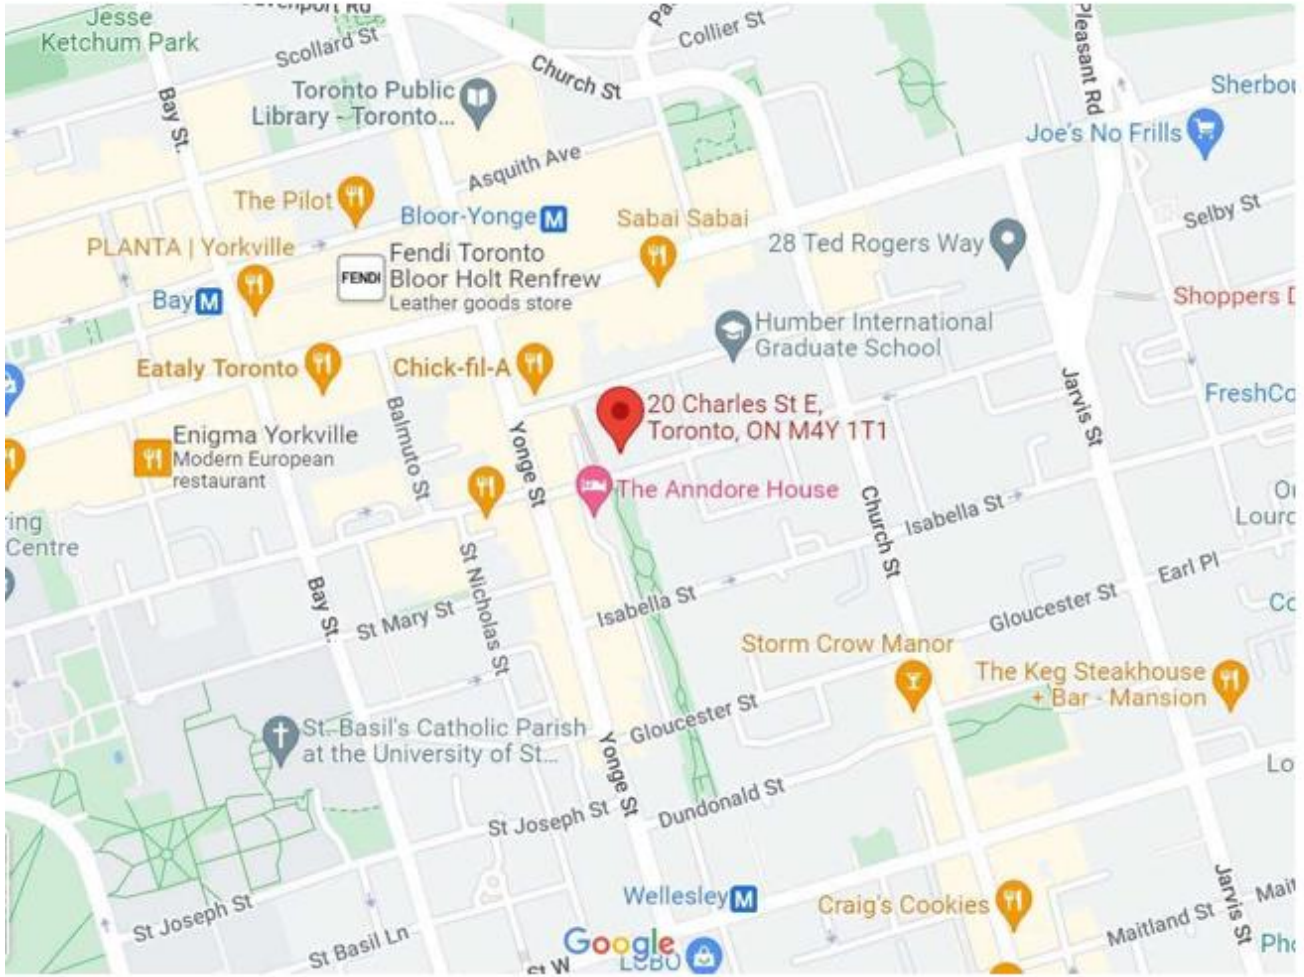 Jesse
Ketchum Park
Scollard St
Collier St
Church St
Pleasant Rd
Bay St.
Toronto Public
Library - Toronto...
Joe's No Frills
Asquith Ave
The Pilot
Bloor-Yonge M
Sabai Sabai
Selby St
PLANTA | Yorkville
28 Ted Rogers Way
FENDI
Fendi Toronto
Bloor Holt Renfrew
Leather goods store
Bay M
Humber International
Graduate School
Eataly Toronto
Chick-fil-A
Jarvis St
20 Charles St E,
Toronto, ON M4Y 1T1
Balmuto St
Enigma Yorkville
Modern European
restaurant
Yonge St
The Anndore House
Church St
Isabella St
Centre
St Nicholas St
Bay St.
St Mary St
Isabella St
Earl Pl
Gloucester St
Storm Crow Manor
The Keg Steakhouse
+ Bar - Mansion
Gloucester St
St. Basil's Catholic Parish
at the University of St...
Yonge St
St Joseph St
Dundonald St
Wellesley M
Craig's Cookies
Jarvis St
St Joseph St
Maitland St
St Basil Ln
Google
LCBO
St W